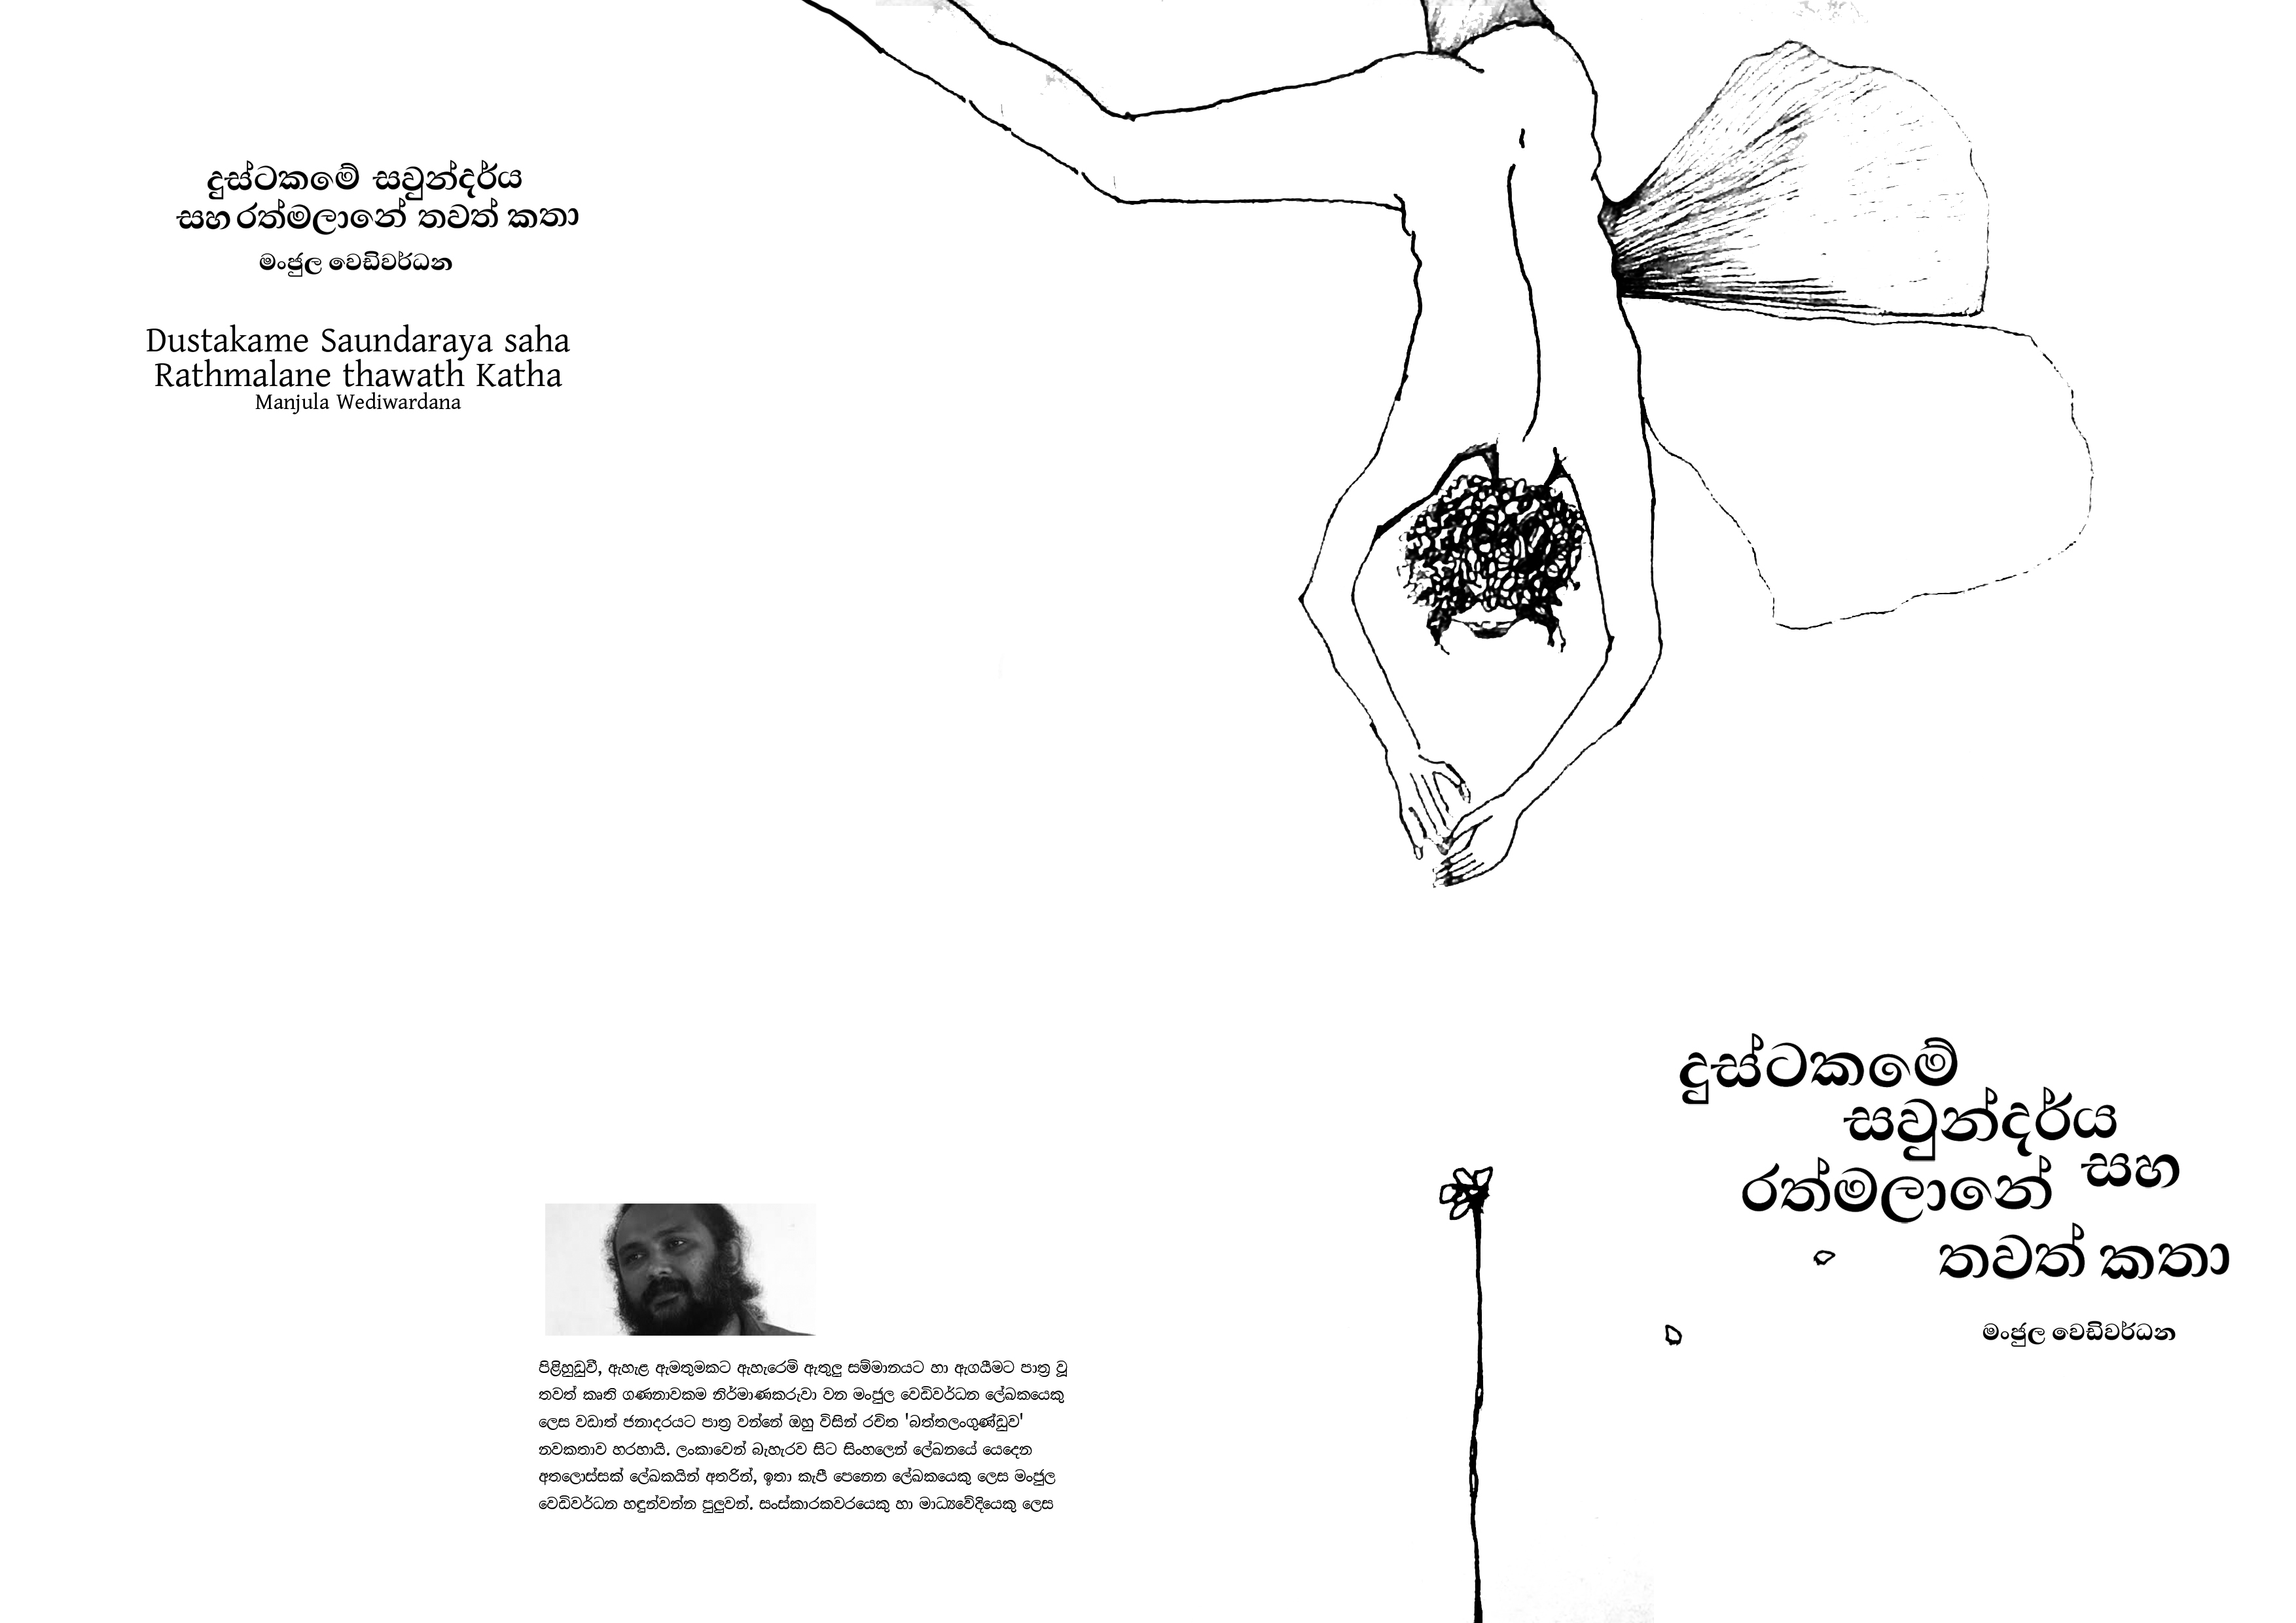 දුස්ටකමේ සවුන්දර්ය
සහ රත්මලානේ තවත් කතා
මංජුල වෙඩිවර්ධන
Dustakame Saundaraya saha
Rathmalane thawath Katha
Manjula Wediwardana
පිළිහුඩුවී, ඇහැළ ඇමතුමකට ඇහැරෙමි ඇතුලු සම්මානයට හා ඇගයීමට පාත්‍ර වූ
තවත් කෘති ගණනාවකම නිර්මාණකරුවා වන මංජුල වෙඩිවර්ධන ලේඛකයෙකු
ලෙස වඩාත් ජනාදරයට පාත්‍ර වන්නේ ඔහු විසින් රචිත 'බත්තලංගුණ්ඩුව'
නවකතාව හරහායි. ලංකාවෙන් බැහැරව සිට සිංහලෙන් ලේඛනයේ යෙදෙන
අතලොස්සක් ලේඛකයින් අතරින්, ඉතා කැපී පෙනෙන ලේඛකයෙකු ලෙස මංජුල
වෙඩිවර්ධන හඳුන්වන්න පුලුවන්. සංස්කාරකවරයෙකු හා මාධ්‍යවේදියෙකු ලෙස
දුස්ටකමේ
සවුන්දර්ය
සහ
රත්මලානේ
තවත් කතා
මංජුල වෙඩිවර්ධන